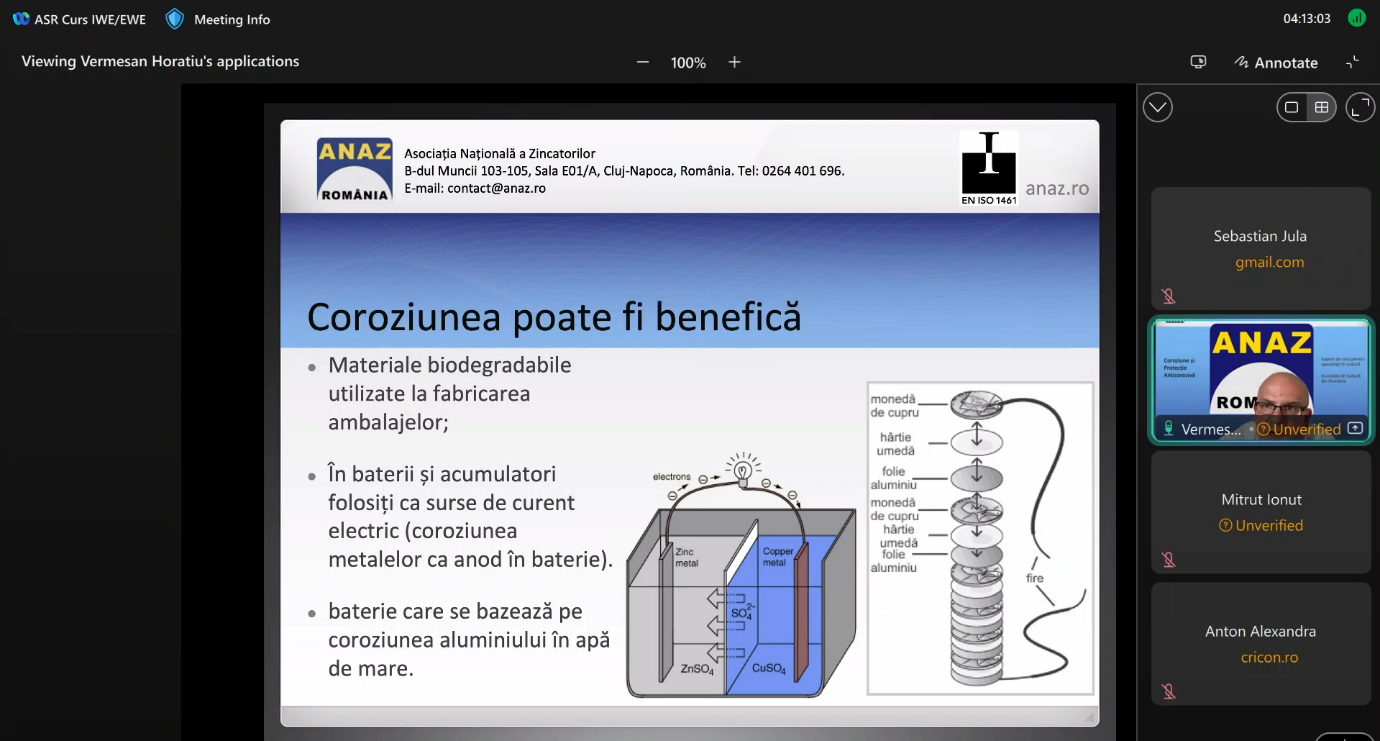 ASR Curs IWE/EWE
Meeting Info
04:13:03
Viewing Vermesan Horatiu's applications
100%
Annotate
ANAZ
ROMÂNIA
Asociația Națională a Zincatorilor
B-dul Muncii 103-105, Sala E01/A, Cluj-Napoca, România. Tel: 0264 401 696.
E-mail: contact@anaz.ro
EN ISO 1461
anaz.ro
Coroziunea poate fi benefică
• Materiale biodegradabile
utilizate la fabricarea
ambalajelor;
• În baterii și acumulatori
folosiți ca surse de curent
electric (coroziunea
metalelor ca anod în baterie).
• baterie care se bazează pe
coroziunea aluminiului în apă
de mare.
electrons
Zinc
metal
Copper
metal
SO₄²⁻
ZnSO₄
CuSO₄
monedă
de cupru
hârtie
umedă
folie
aluminiu
monedă
de cupru
hârtie
umedă
folie
aluminiu
fire
Sebastian Jula
gmail.com
ANAZ
ROM
Coroziune și
Protecție
Anticorosivă
Vermes...
Unverified
Mitrut Ionut
Unverified
Anton Alexandra
cricon.ro